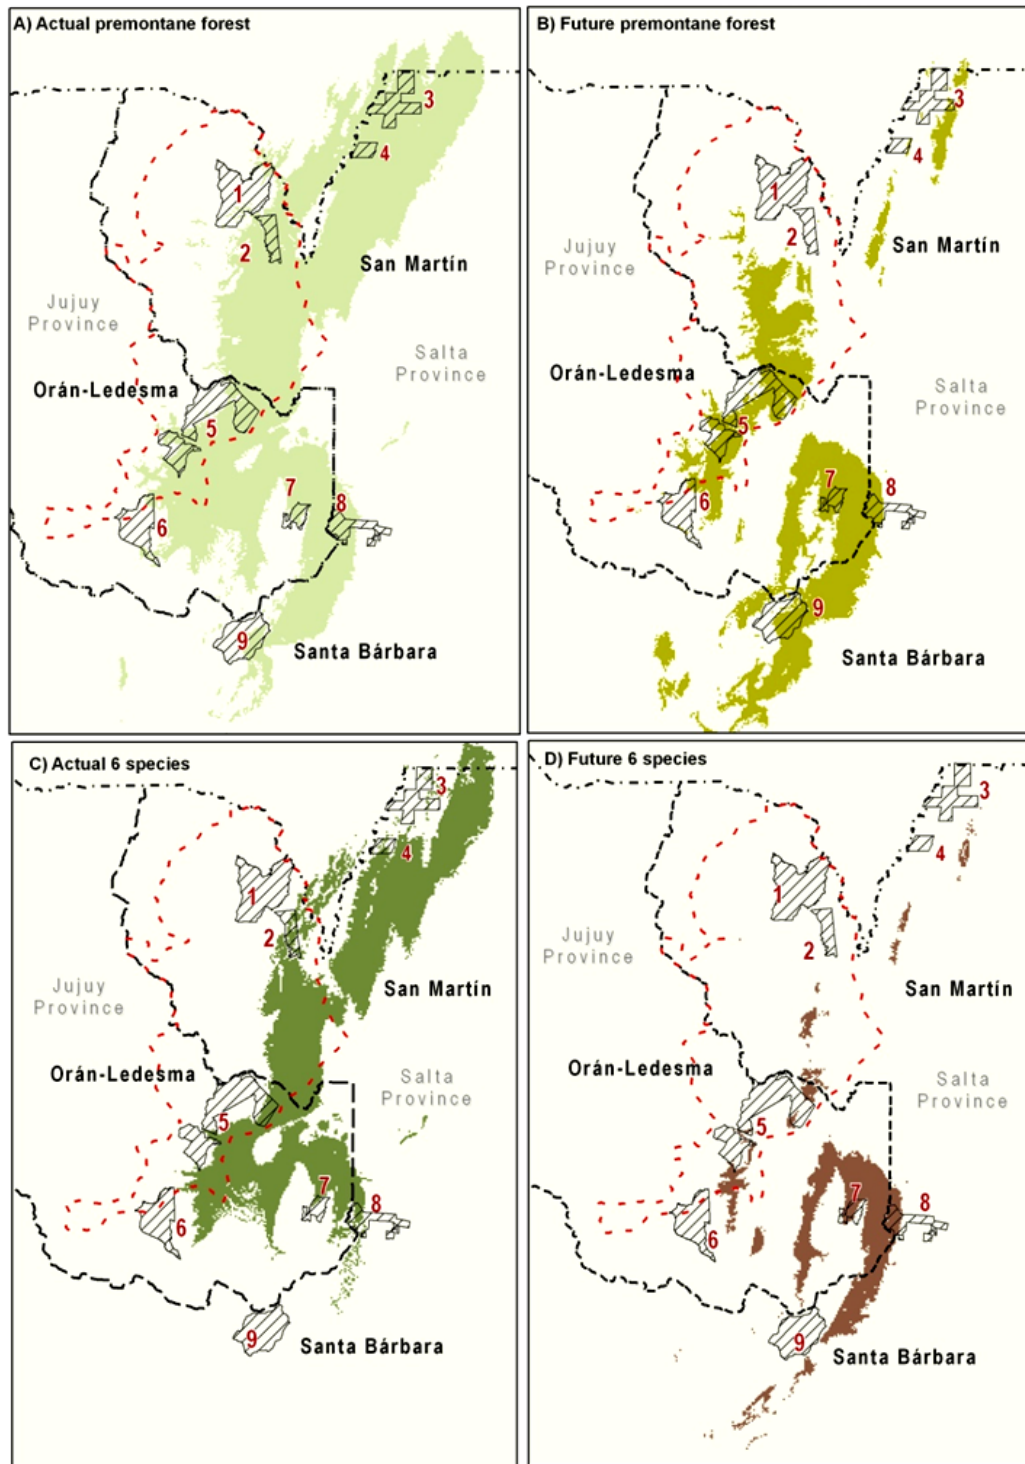 A) Actual premontane forest
3
4
1
2
San Martín
Jujuy
Province
Salta
Province
Orán-Ledesma
5
7
8
6
9
Santa Bárbara
B) Future premontane forest
3
4
1
2
San Martín
Jujuy
Province
Orán-Ledesma
Salta
Province
5
7
8
6
9
Santa Bárbara
C) Actual 6 species
3
4
1
2
San Martín
Jujuy
Province
Orán-Ledesma
Salta
Province
5
7
8
6
9
Santa Bárbara
D) Future 6 species
3
4
1
2
Jujuy
Province
San Martín
Orán-Ledesma
Salta
Province
5
7
8
6
9
Santa Bárbara